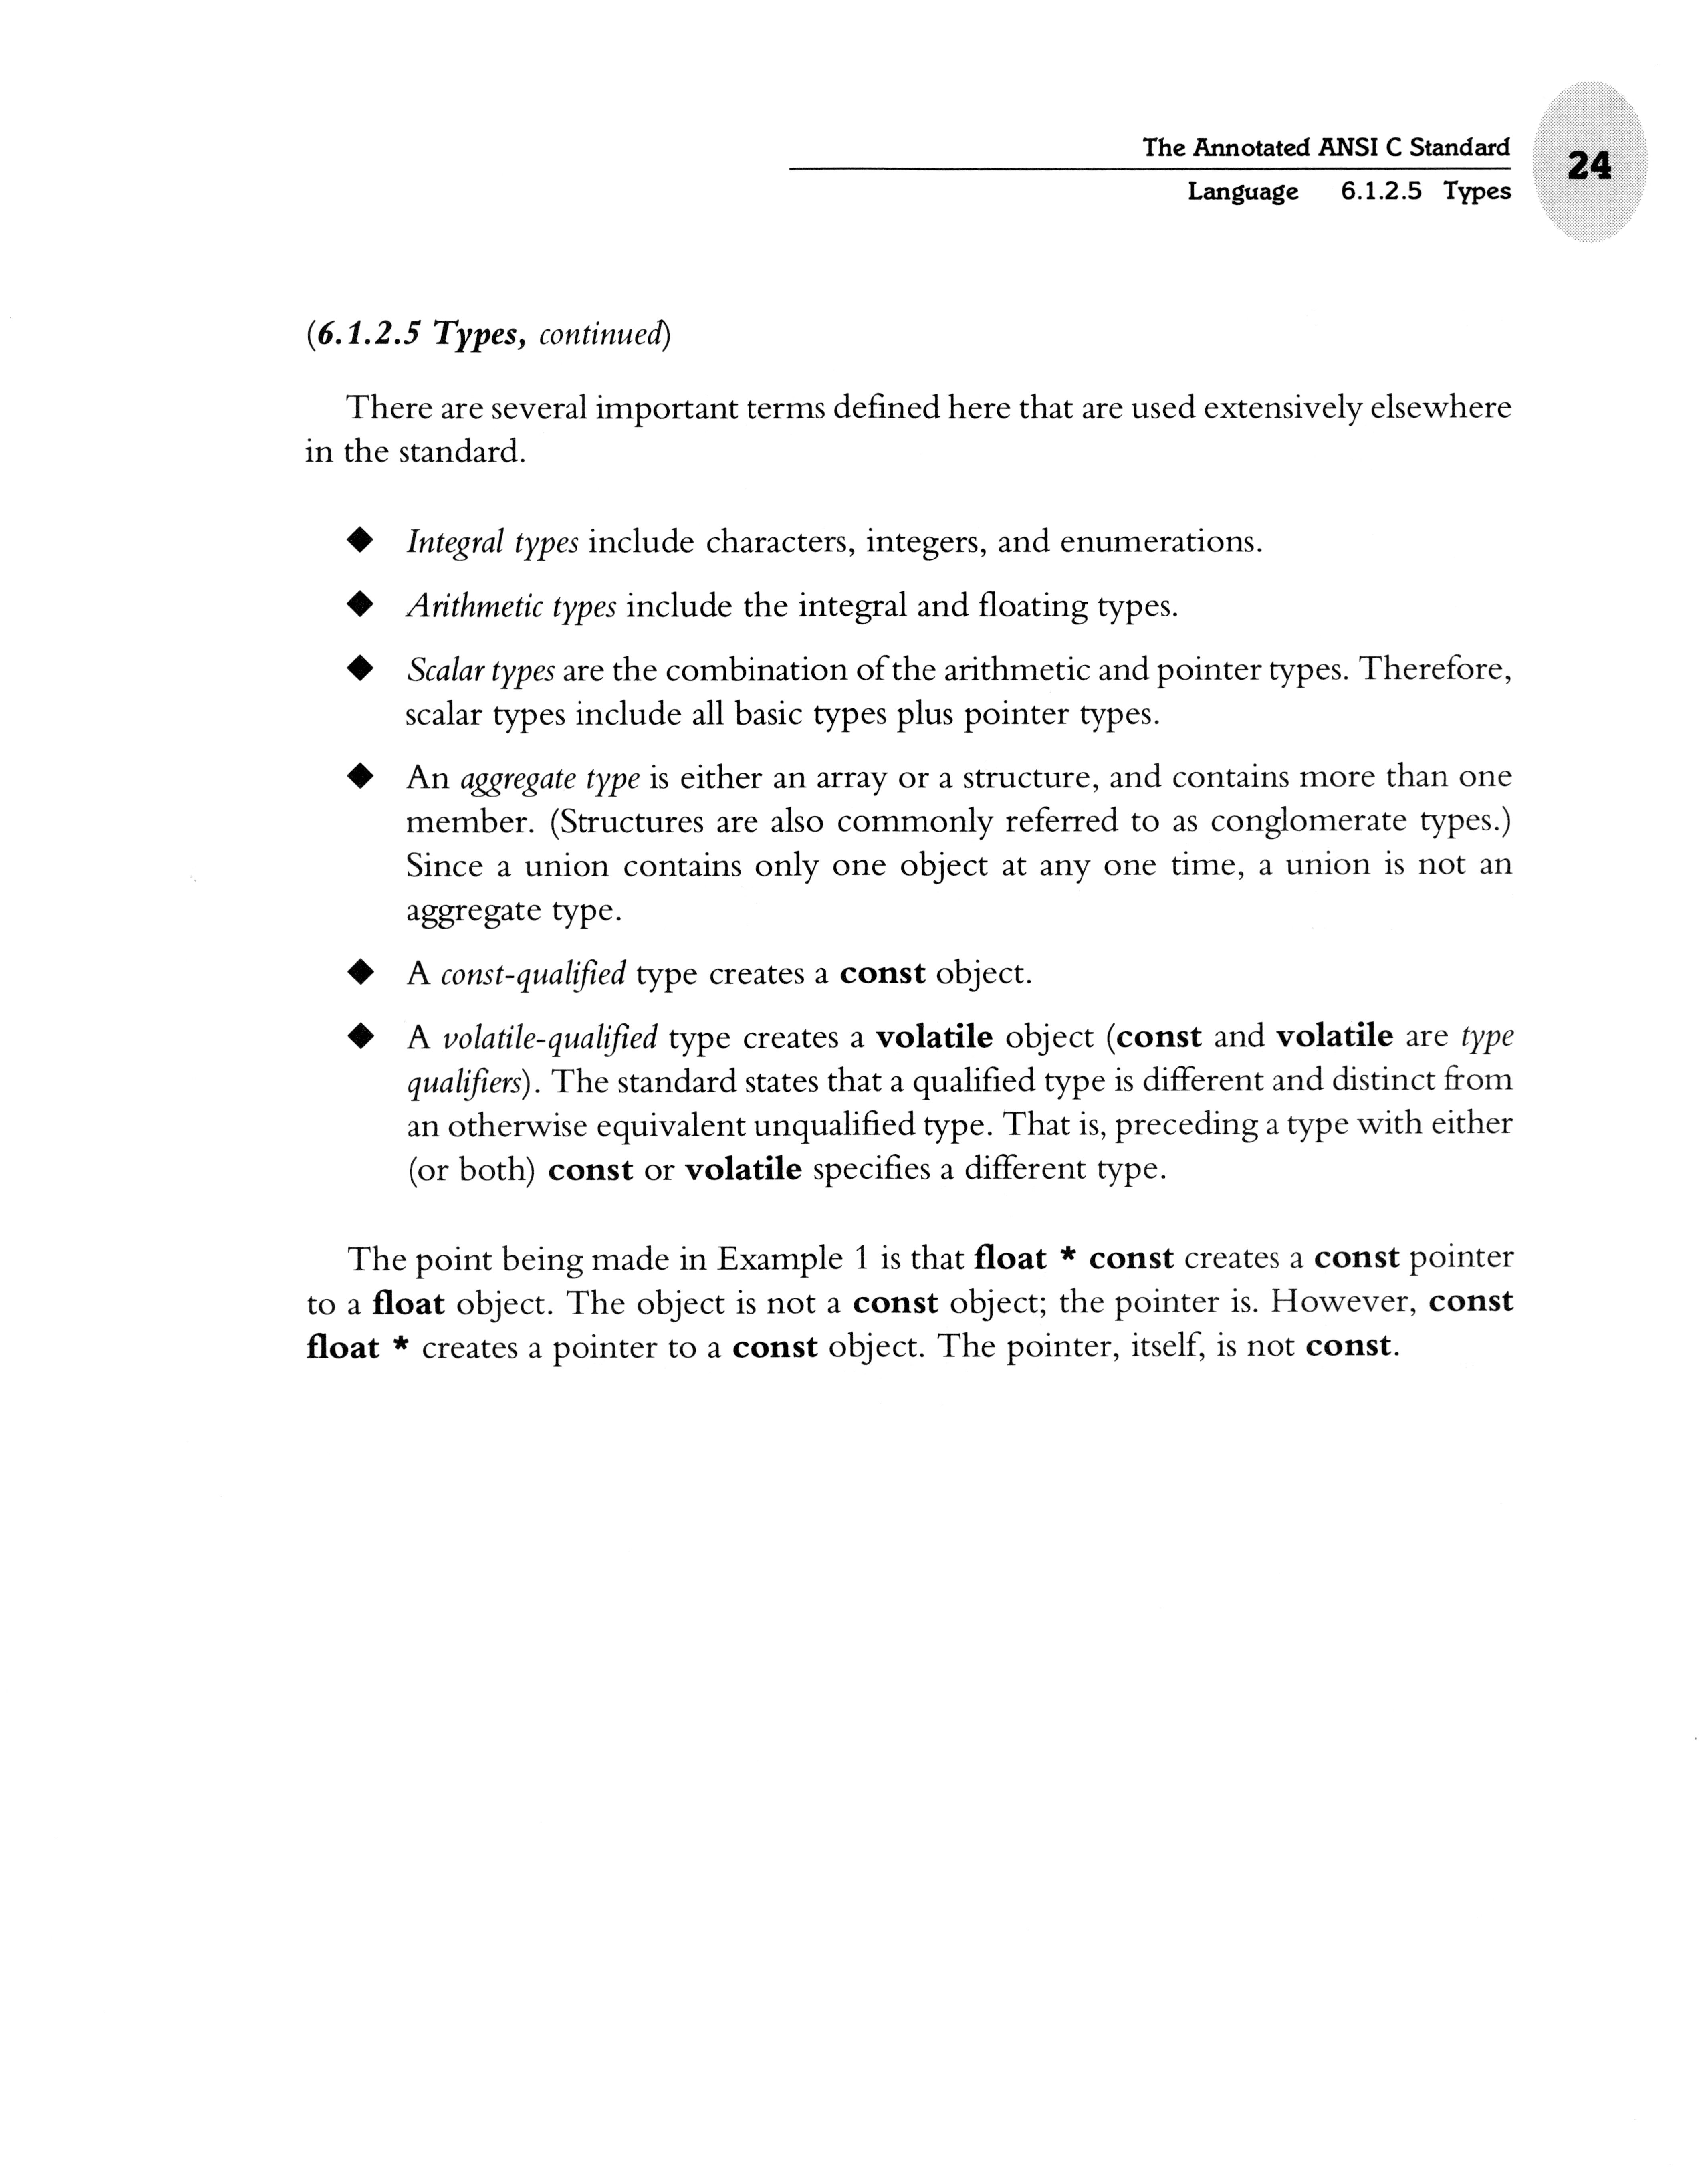 The Annotated ANSI C Standard
24
Language 6.1.2.5 Types
(6.1.2.5 Types, continued)
There are several important terms defined here that are used extensively elsewhere
in the standard.
◆ Integral types include characters, integers, and enumerations.
◆ Arithmetic types include the integral and floating types.
◆ Scalar types are the combination of the arithmetic and pointer types. Therefore,
scalar types include all basic types plus pointer types.
◆ An aggregate type is either an array or a structure, and contains more than one
member. (Structures are also commonly referred to as conglomerate types.)
Since a union contains only one object at any one time, a union is not an
aggregate type.
◆ A const-qualified type creates a const object.
◆ A volatile-qualified type creates a volatile object (const and volatile are type
qualifiers). The standard states that a qualified type is different and distinct from
an otherwise equivalent unqualified type. That is, preceding a type with either
(or both) const or volatile specifies a different type.
The point being made in Example 1 is that float * const creates a const pointer
to a float object. The object is not a const object; the pointer is. However, const
float * creates a pointer to a const object. The pointer, itself, is not const.